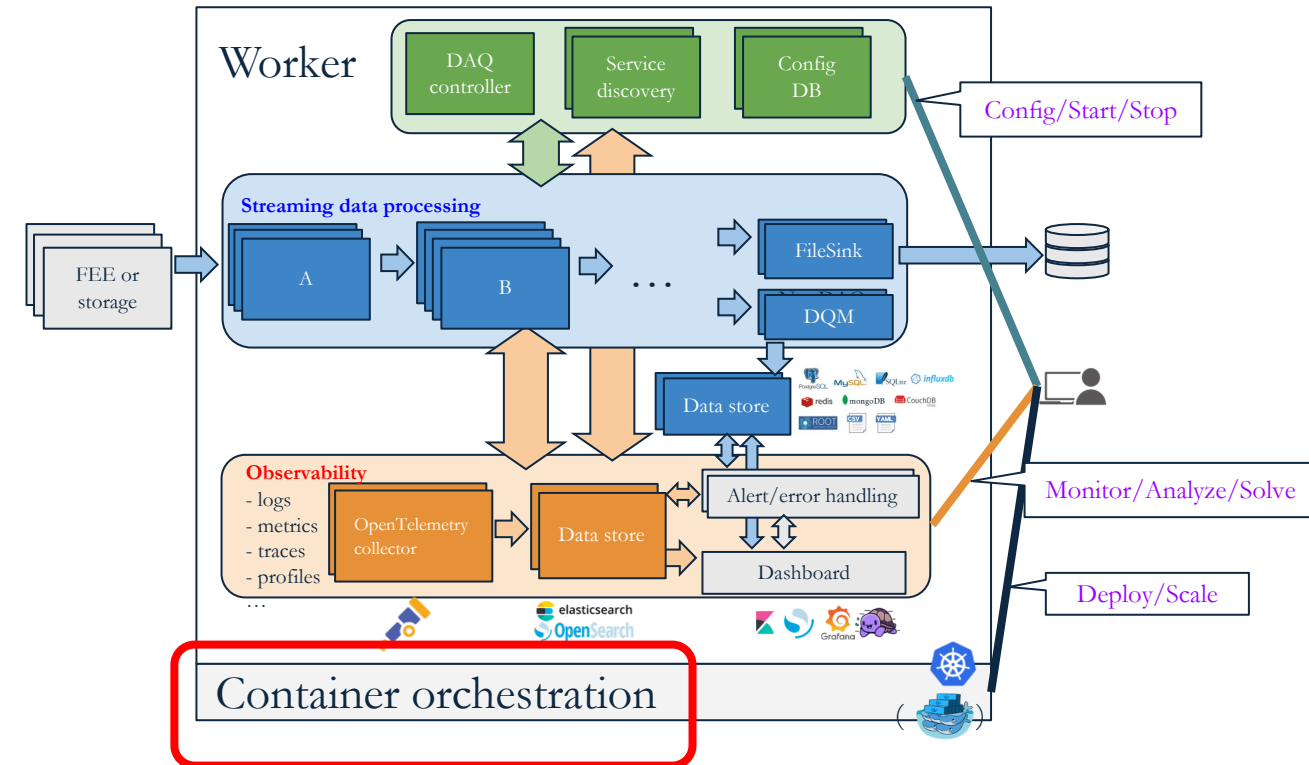 Worker
DAQ
controller
Service
discovery
Config
DB
Config/Start/Stop
Streaming data processing
FEE or
storage
A
B
...
FileSink
DQM
Data store
PostgreSQL
MySQL
SQLite
influxdb
redis
mongoDB
CouchDB
ROOT
CSV
YAML
Observability
- logs
- metrics
- traces
- profiles
...
OpenTelemetry
collector
Data store
Alert/error handling
Dashboard
Monitor/Analyze/Solve
Deploy/Scale
elasticsearch
OpenSearch
Grafana
Container orchestration
( )